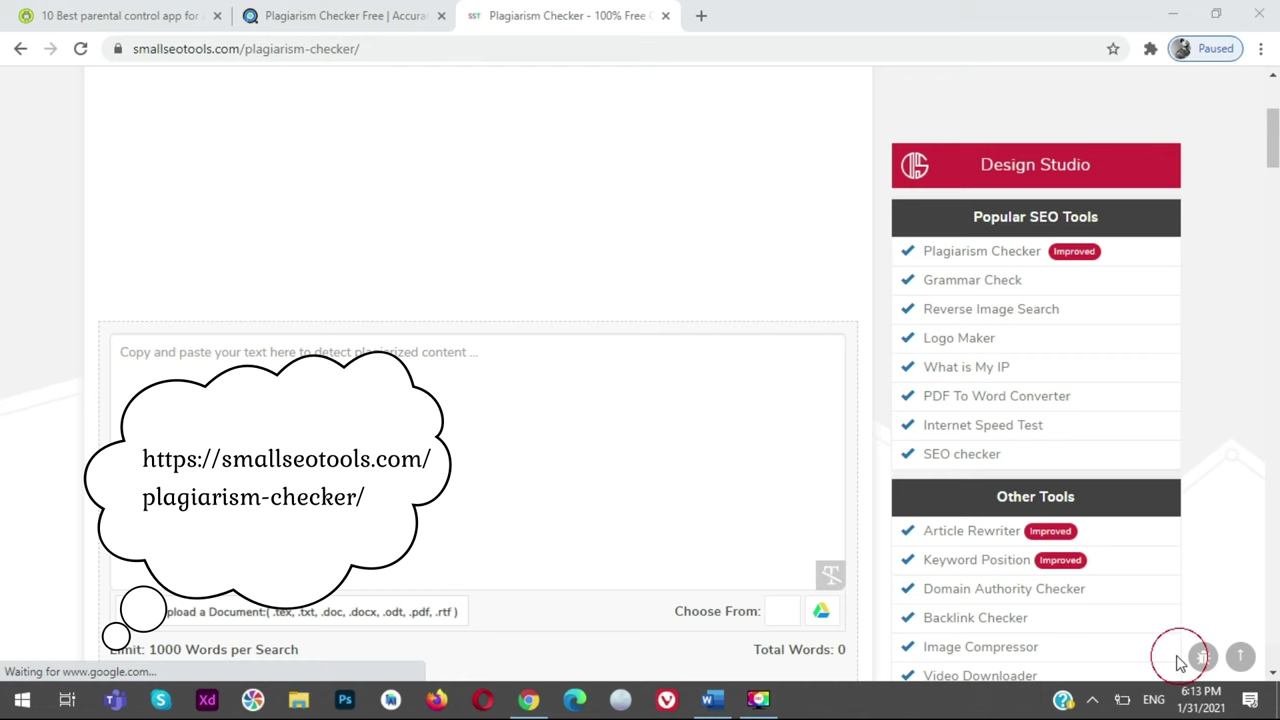 10 Best parental control app for
Plagiarism Checker Free | Accura
SST
Plagiarism Checker - 100% Free
smallseotools.com/plagiarism-checker/
Paused
Design Studio
Popular SEO Tools
Plagiarism Checker Improved
Grammar Check
Reverse Image Search
Logo Maker
What is My IP
PDF To Word Converter
Internet Speed Test
SEO checker
Other Tools
Article Rewriter Improved
Keyword Position Improved
Domain Authority Checker
Backlink Checker
Image Compressor
Video Downloader
Copy and paste your text here to detect plagiarized content ...
https://smallseotools.com/
plagiarism-checker/
pload a Document:( .tex, .txt, .doc, .docx, .odt, .pdf, .rtf )
Choose From:
Limit: 1000 Words per Search
Total Words: 0
Waiting for www.google.com...
Xd
Ps
ENG
6:13 PM
1/31/2021